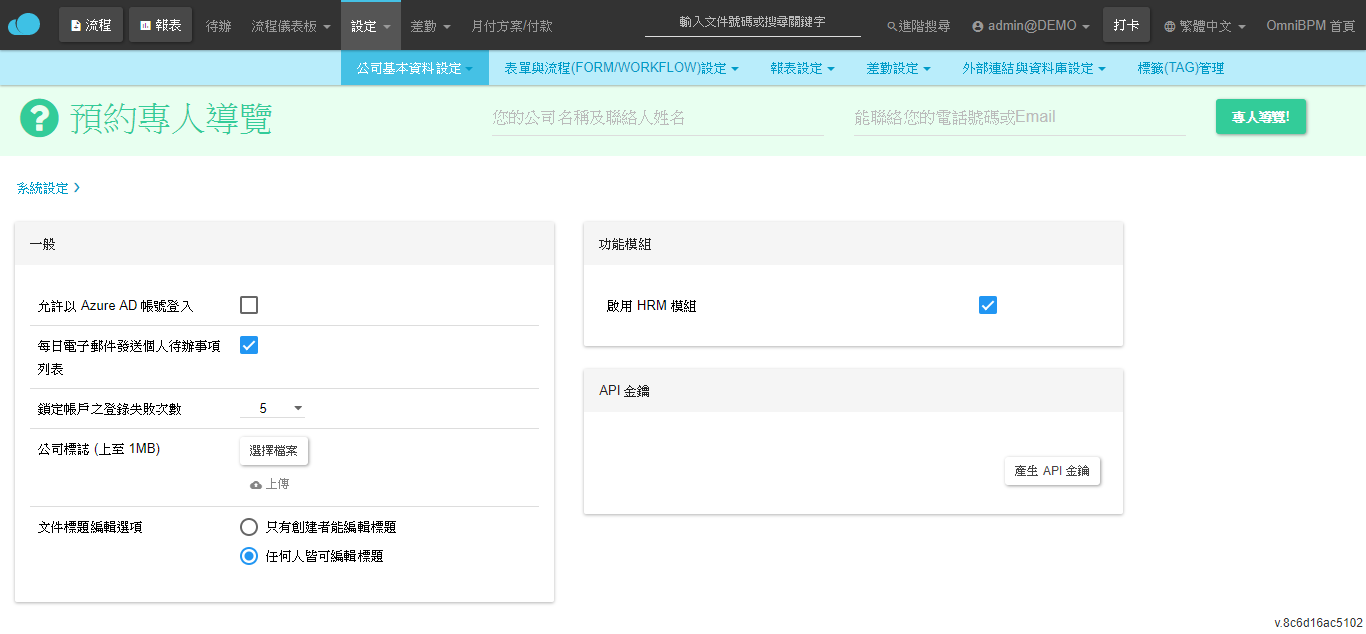 流程 報表 待辦 流程儀表板 設定 差勤 月付方案/付款 輸入文件號碼或搜尋關鍵字 進階搜尋 admin@DEMO 打卡 繁體中文 OmniBPM 首頁
公司基本資料設定 表單與流程(FORM/WORKFLOW)設定 報表設定 差勤設定 外部連結與資料庫設定 標籤(TAG)管理
預約專人導覽 您的公司名稱及聯絡人姓名 能聯絡您的電話號碼或Email 專人導覽!
系統設定
一般
允許以 Azure AD 帳號登入
每日電子郵件發送個人待辦事項
列表
鎖定帳戶之登錄失敗次數 5
公司標誌 (上至 1MB) 選擇檔案
上傳
文件標題編輯選項 只有創建者能編輯標題
任何人皆可編輯標題
功能模組
啟用 HRM 模組
API 金鑰
產生 API 金鑰
v.8c6d16ac5102